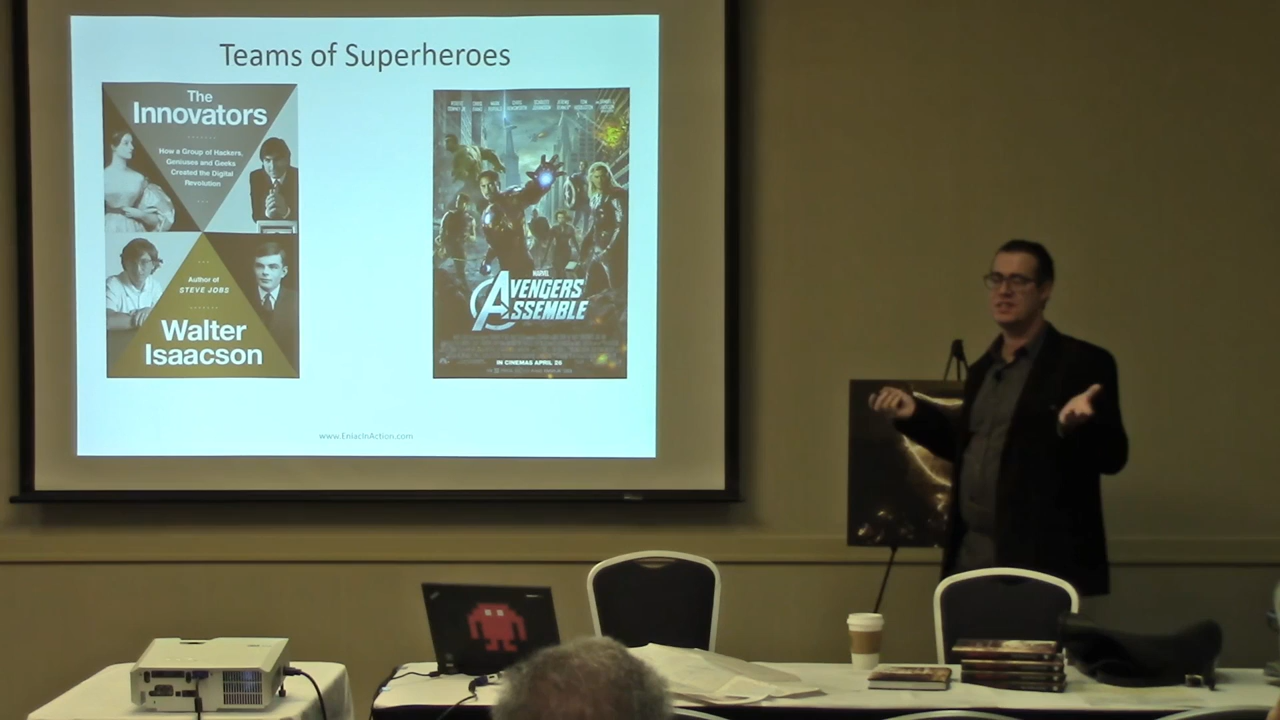 Teams of Superheroes
The
Innovators
How a Group of Hackers,
Geniuses and Geeks
Created the Digital
Revolution
Author of
STEVE JOBS
Walter
Isaacson
MARVEL
AVENGERS
ASSEMBLE
IN CINEMAS APRIL 26
www.EniacInAction.com